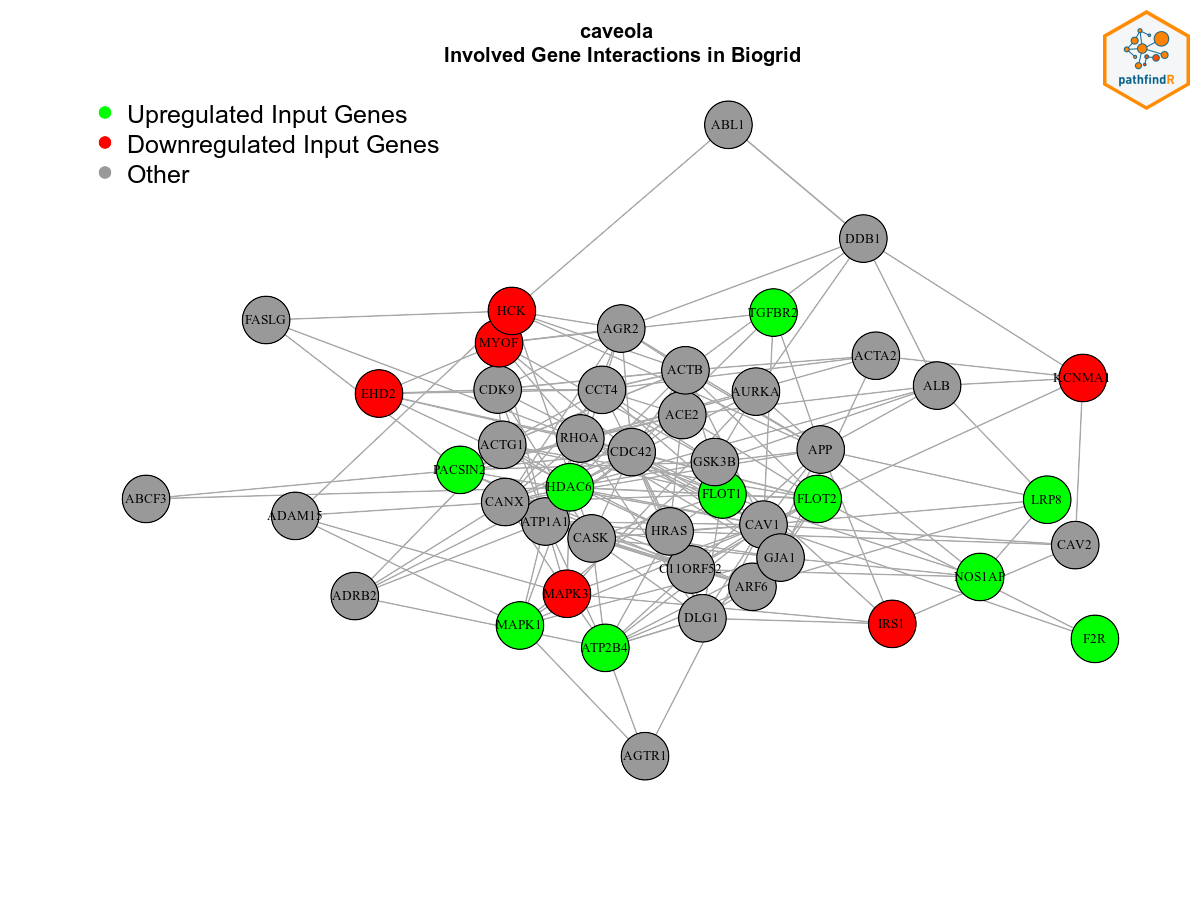 caveola
Involved Gene Interactions in Biogrid
pathfindR
Upregulated Input Genes
Downregulated Input Genes
Other
ABL1
DDB1
HCK
TGFBR2
FASLG
AGR2
MYOF
ACTA2
ACTB
KCNMA1
ALB
EHD2
CDK9
CCT4
AURKA
ACE2
RHOA
ACTG1
CDC42
APP
GSK3B
PACSIN2
HDAC6
FLOT1
FLOT2
LRP8
ABCF3
CANX
ADAM15
ATP1A1
CAV1
HRAS
CASK
CAV2
GJA1
C11ORF52
NOS1AP
ARF6
MAPK3
ADRB2
DLG1
MAPK1
IRS1
F2R
ATP2B4
AGTR1